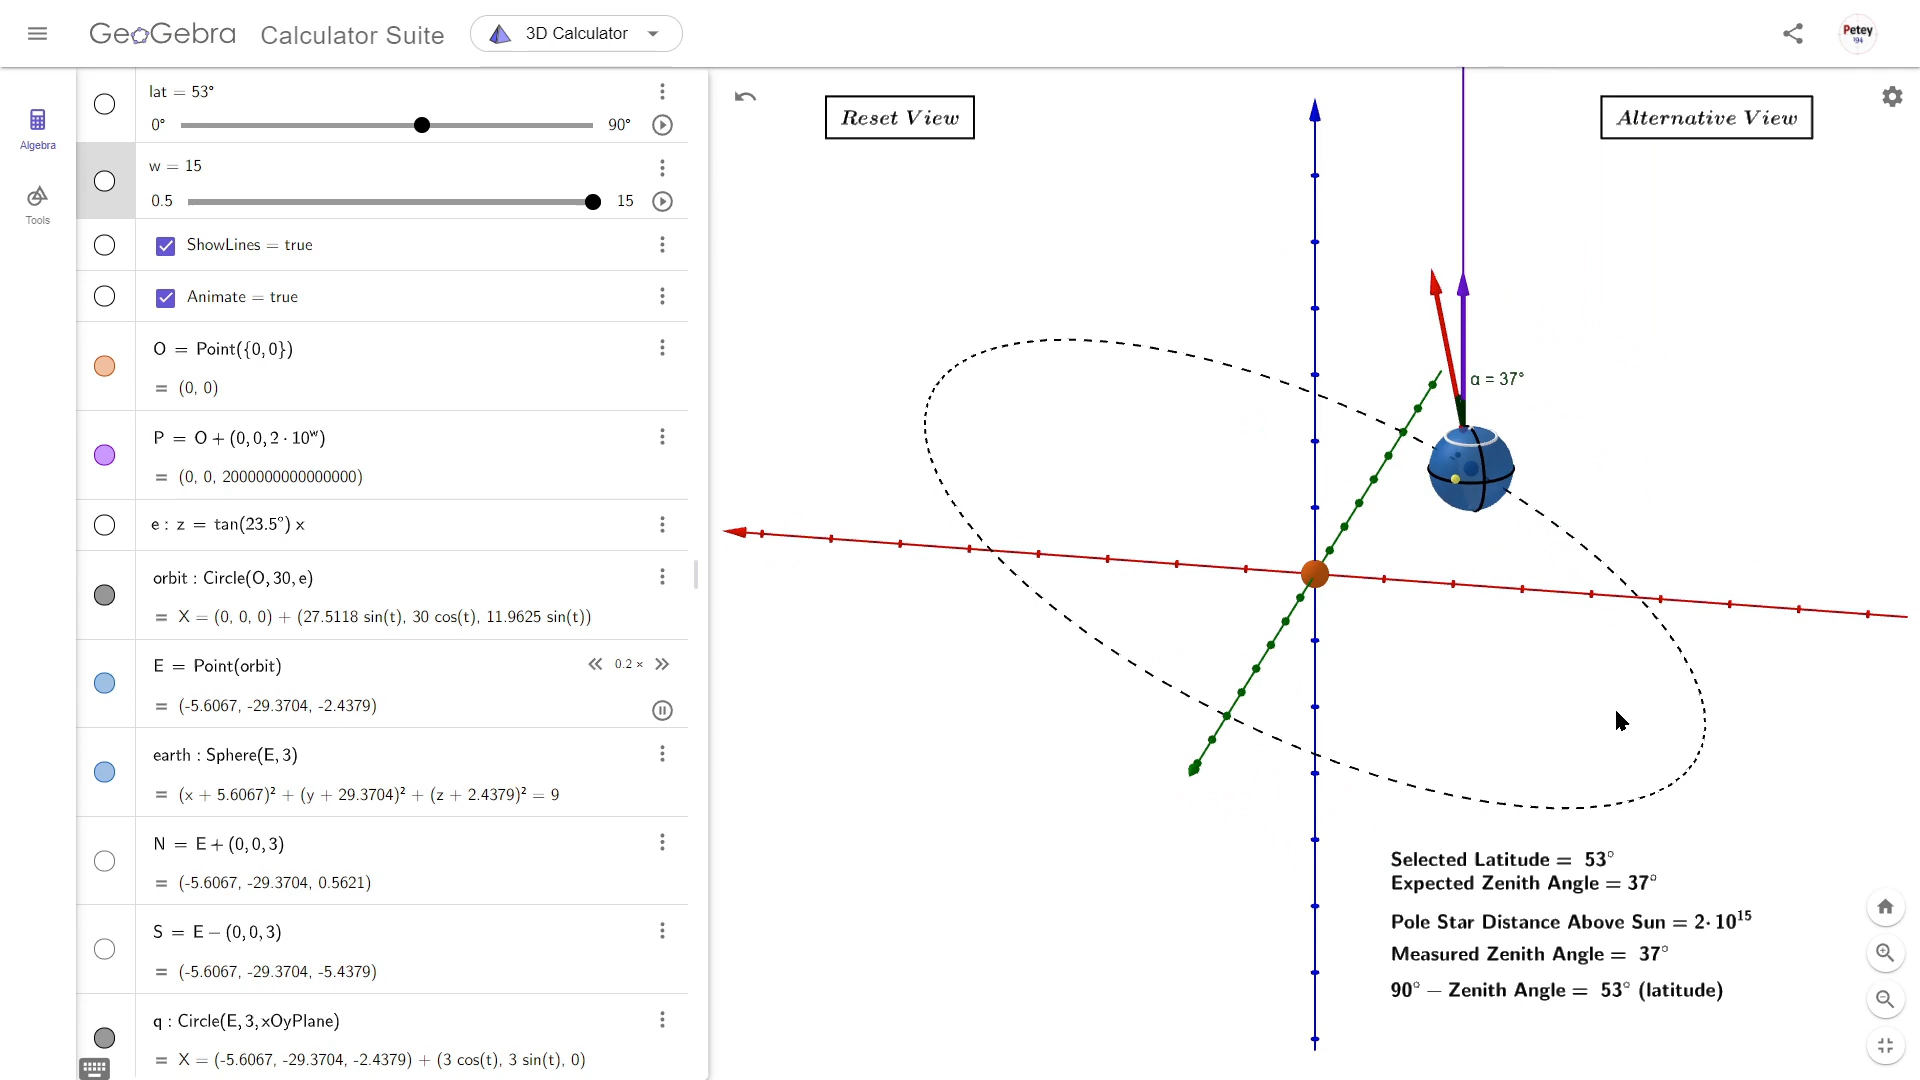 GeoGebra Calculator Suite 3D Calculator
Petey
'94
Algebra
Tools
lat = 53°
0° 90°
w = 15
0.5 15
ShowLines = true
Animate = true
O = Point({0,0})
= (0, 0)
P = O + (0,0,2 · 10ʷ)
= (0, 0, 2000000000000000)
e : z = tan(23.5°) x
orbit : Circle(O, 30, e)
= X = (0, 0, 0) + (27.5118 sin(t), 30 cos(t), 11.9625 sin(t))
E = Point(orbit) 0.2 ×
= (-5.6067, -29.3704, -2.4379)
earth : Sphere(E, 3)
= (x + 5.6067)² + (y + 29.3704)² + (z + 2.4379)² = 9
N = E + (0,0,3)
= (-5.6067, -29.3704, 0.5621)
S = E − (0,0,3)
= (-5.6067, -29.3704, -5.4379)
q : Circle(E, 3, xOyPlane)
= X = (-5.6067, -29.3704, -2.4379) + (3 cos(t), 3 sin(t), 0)
Reset View
Alternative View
α = 37°
Selected Latitude = 53°
Expected Zenith Angle = 37°
Pole Star Distance Above Sun = 2· 10¹⁵
Measured Zenith Angle = 37°
90° − Zenith Angle = 53° (latitude)